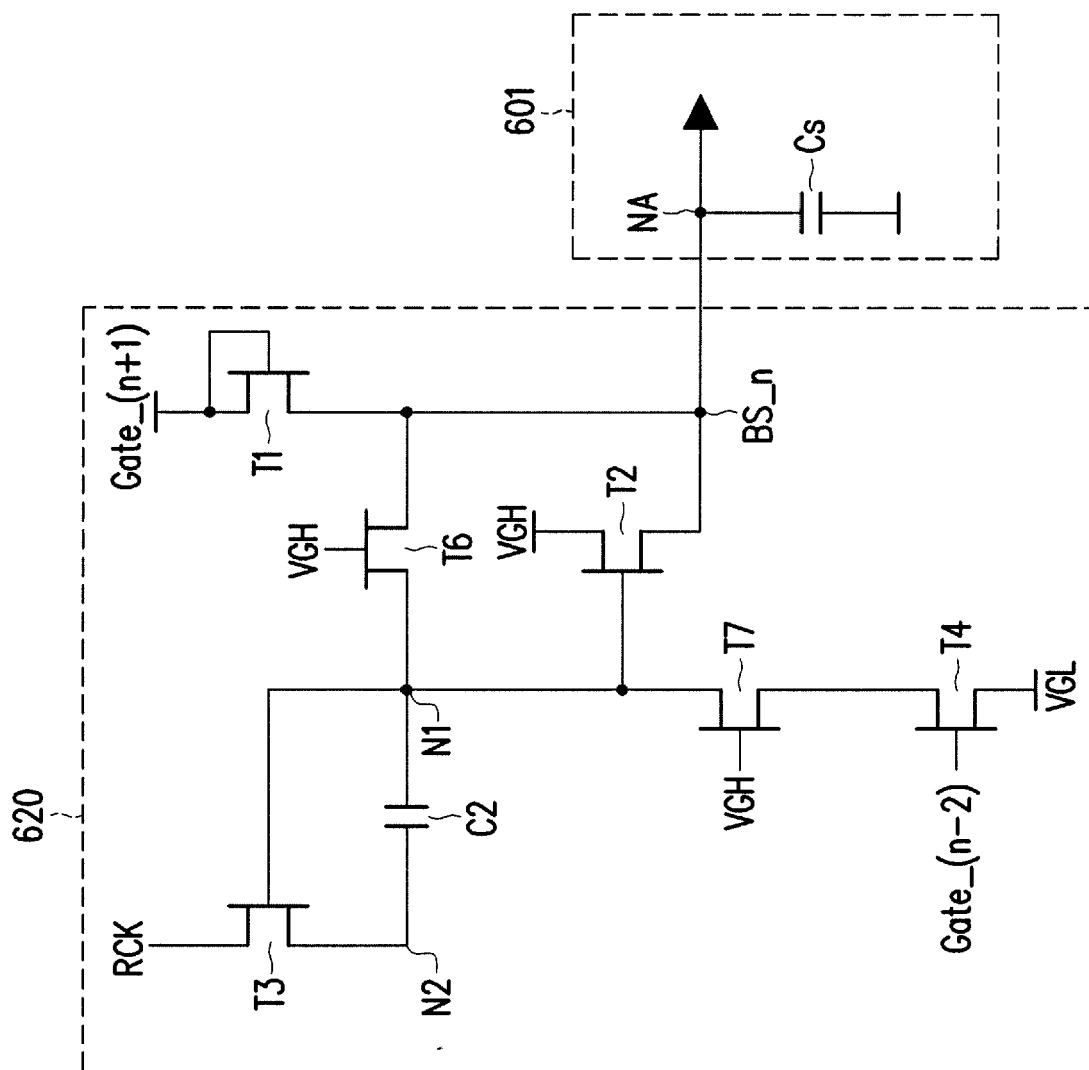 601
NA
Cs
620
Gate_(n+1)
T1
VGH
T6
BS_n
VGH
T2
RCK
T3
N1
C2
N2
T7
VGH
T4
VGL
Gate_(n-2)